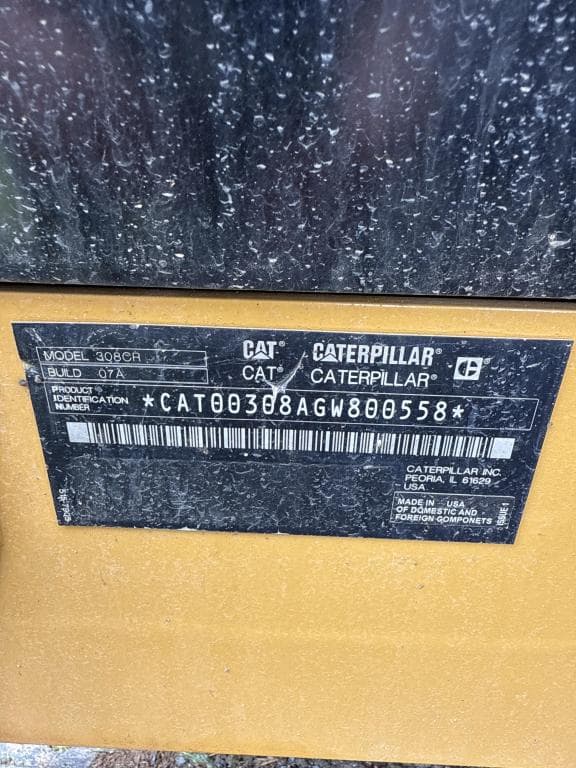 MODEL 308CR
CAT® CATERPILLAR®
BUILD 07A
CAT® CATERPILLAR®
PRODUCT IDENTIFICATION NUMBER
*CAT00308AGW800558*
CATERPILLAR INC.
PEORIA, IL 61629
USA
MADE IN USA
OF DOMESTIC AND
FOREIGN COMPONETS